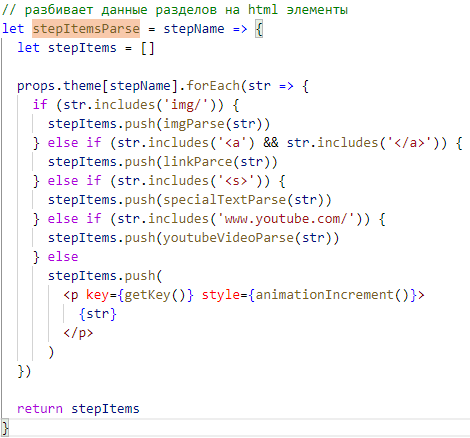 // разбивает данные разделов на html элементы
let stepItemsParse = stepName => {
  let stepItems = []

  props.theme[stepName].forEach(str => {
    if (str.includes('img/')) {
      stepItems.push(imgParse(str))
    } else if (str.includes('<a') && str.includes('</a>')) {
      stepItems.push(linkParce(str))
    } else if (str.includes('<s>')) {
      stepItems.push(specialTextParse(str))
    } else if (str.includes('www.youtube.com/')) {
      stepItems.push(youtubeVideoParse(str))
    } else
      stepItems.push(
        <p key={getKey()} style={animationIncrement()}>
          {str}
        </p>
      )
  })

  return stepItems
}